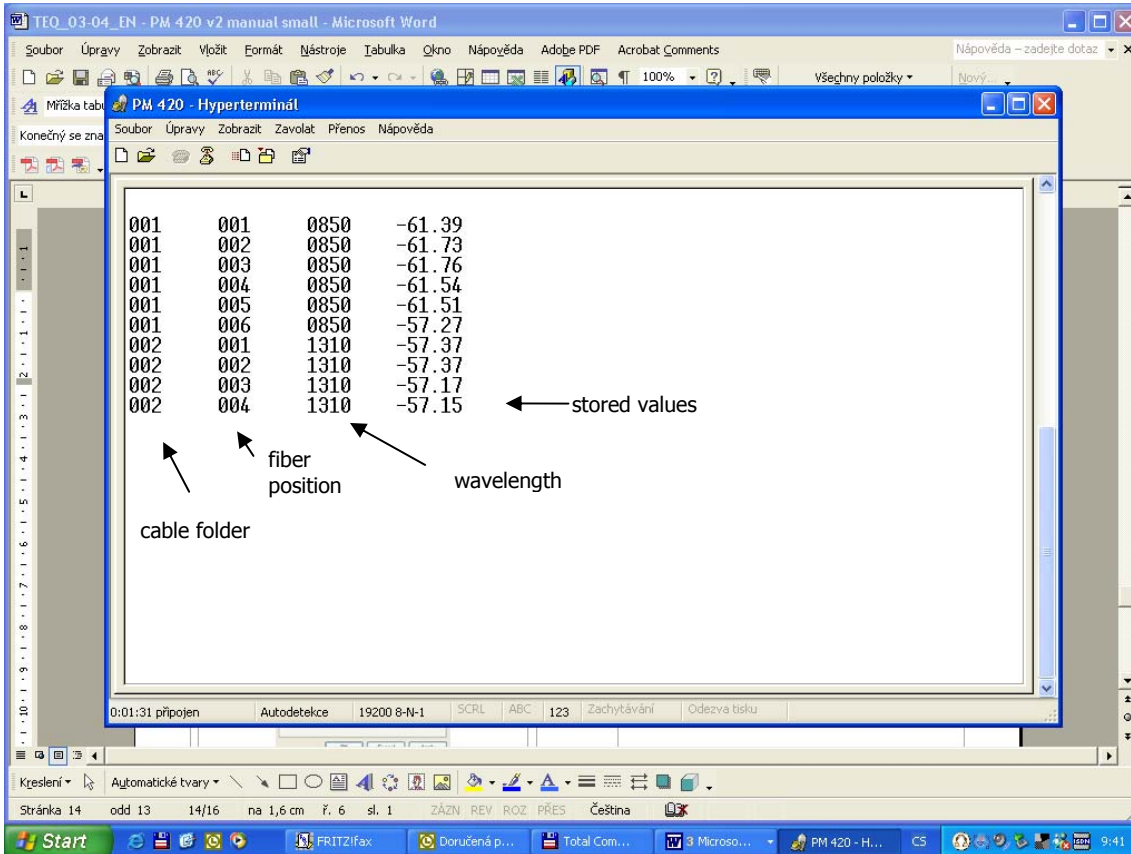 TEQ_03-04_EN - PM 420 v2 manual small - Microsoft Word
Soubor Úpravy Zobrazit Vložit Formát Nástroje Tabulka Okno Nápověda Adobe PDF Acrobat Comments Nápověda – zadejte dotaz
100% Všechny položky Nový...
Mřížka tabu
Konečný se zna
PM 420 - Hyperterminál
Soubor Úpravy Zobrazit Zavolat Přenos Nápověda
001 001 0850 -61.39
001 002 0850 -61.73
001 003 0850 -61.76
001 004 0850 -61.54
001 005 0850 -61.51
001 006 0850 -57.27
002 001 1310 -57.37
002 002 1310 -57.37
002 003 1310 -57.17
002 004 1310 -57.15
stored values
fiber
position
wavelength
cable folder
0:01:31 připojen Autodetekce 19200 8-N-1 SCRL ABC 123 Zachytávání Odezva tisku
Kreslení Automatické tvary
Stránka 14 odd 13 14/16 na 1,6 cm ř. 6 sl. 1 ZÁZN REV ROZ PŘES Čeština
Start FRITZ!fax Doručená p... Total Com... 3 Microso... PM 420 - H... CS 9:41